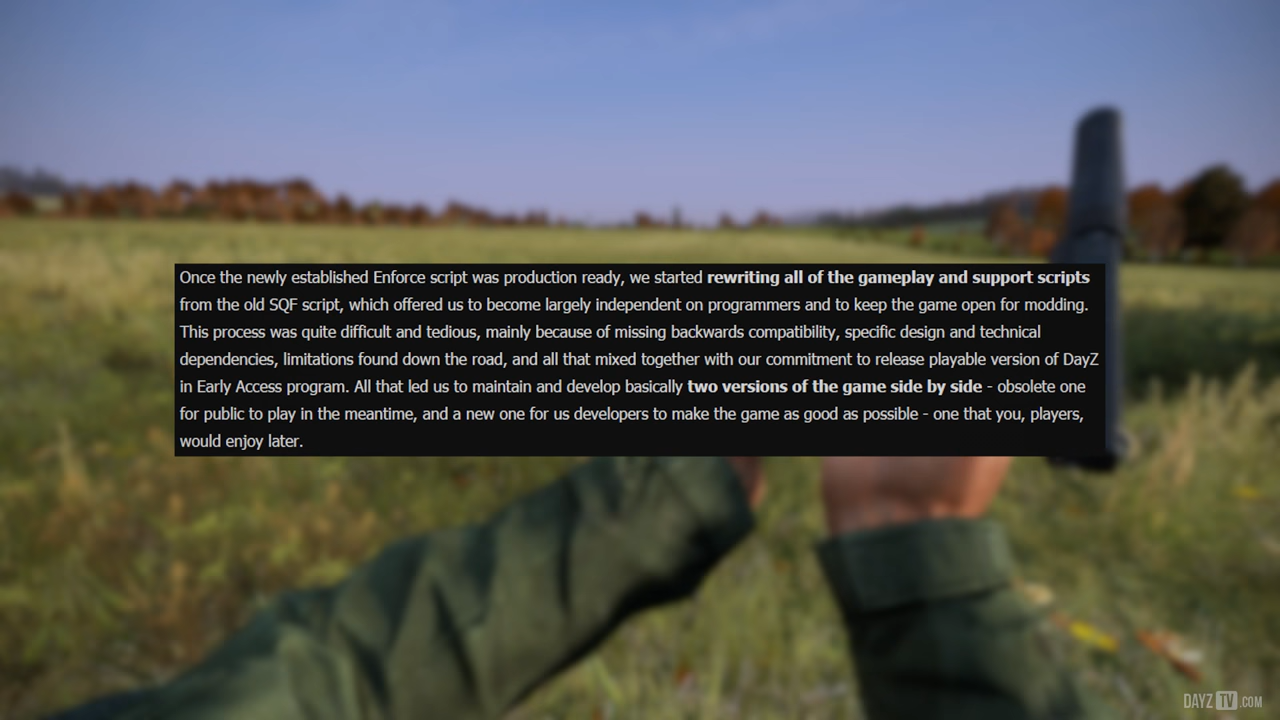 Once the newly established Enforce script was production ready, we started rewriting all of the gameplay and support scripts
from the old SQF script, which offered us to become largely independent on programmers and to keep the game open for modding.
This process was quite difficult and tedious, mainly because of missing backwards compatibility, specific design and technical
dependencies, limitations found down the road, and all that mixed together with our commitment to release playable version of DayZ
in Early Access program. All that led us to maintain and develop basically two versions of the game side by side - obsolete one
for public to play in the meantime, and a new one for us developers to make the game as good as possible - one that you, players,
would enjoy later.
DAYZ TV .COM